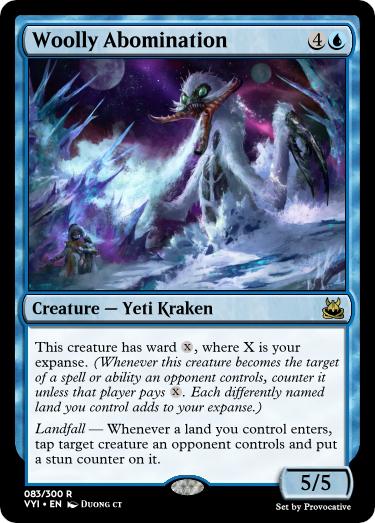 Woolly Abomination 4
Creature — Yeti Kraken
This creature has ward X, where X is your
expanse. (Whenever this creature becomes the target
of a spell or ability an opponent controls, counter it
unless that player pays X. Each differently named
land you control adds to your expanse.)
Landfall — Whenever a land you control enters,
tap target creature an opponent controls and put
a stun counter on it.
5/5
083/300 R
VYI • EN Duong ct
Set by Provocative